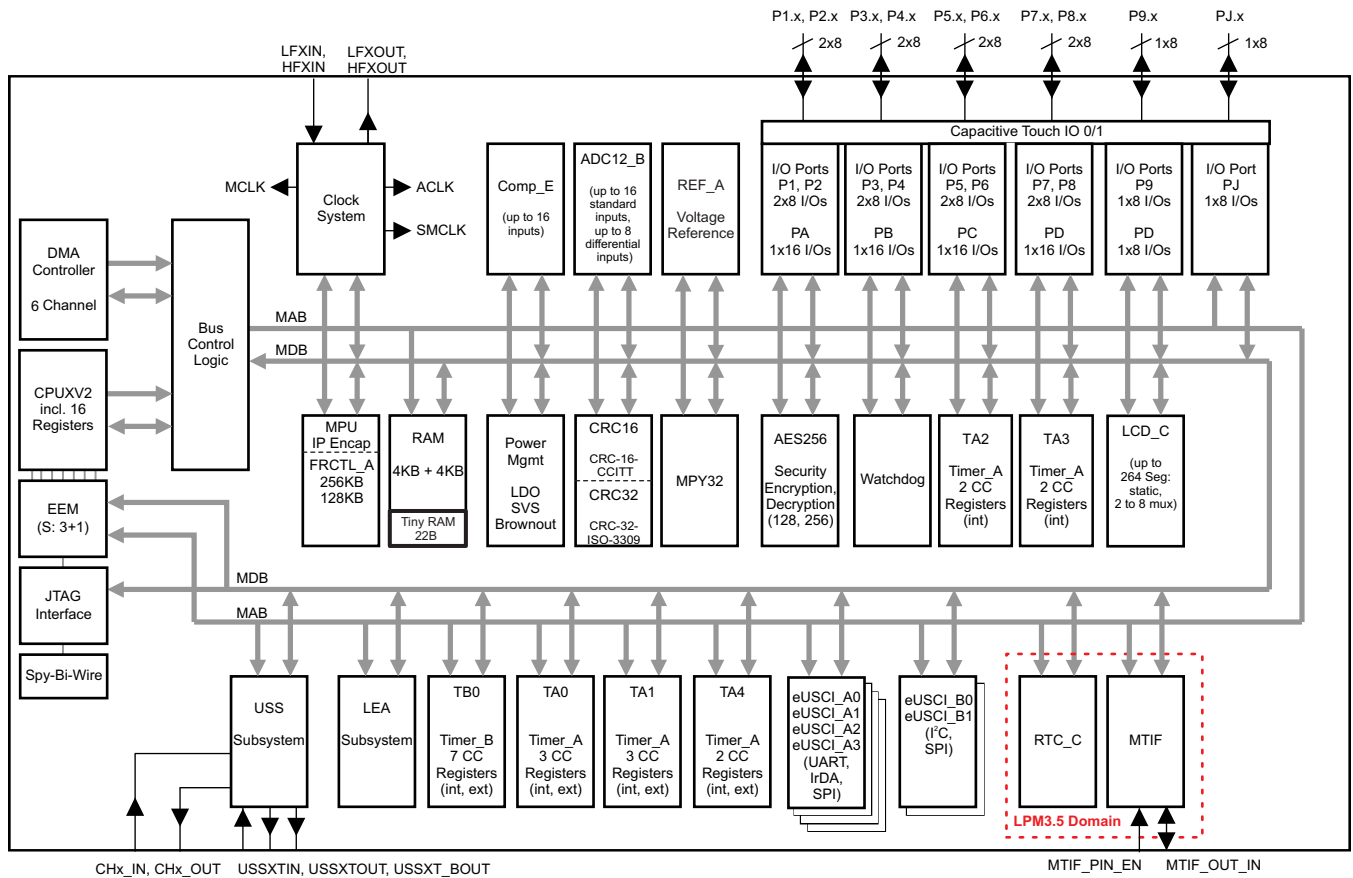 P1.x, P2.x
P3.x, P4.x
P5.x, P6.x
P7.x, P8.x
P9.x
PJ.x
2x8
2x8
2x8
2x8
1x8
1x8
LFXIN,
HFXIN
LFXOUT,
HFXOUT
Capacitive Touch IO 0/1
MCLK
Clock
System
ACLK
SMCLK
Comp_E
(up to 16
inputs)
ADC12_B
(up to 16
standard
inputs,
up to 8
differential
inputs)
REF_A
Voltage
Reference
I/O Ports
P1, P2
2x8 I/Os
PA
1x16 I/Os
I/O Ports
P3, P4
2x8 I/Os
PB
1x16 I/Os
I/O Ports
P5, P6
2x8 I/Os
PC
1x16 I/Os
I/O Ports
P7, P8
2x8 I/Os
PD
1x16 I/Os
I/O Ports
P9
1x8 I/Os
PD
1x8 I/Os
I/O Port
PJ
1x8 I/Os
DMA
Controller
6 Channel
Bus
Control
Logic
MAB
MDB
CPUXV2
incl. 16
Registers
MPU
IP Encap
FRCTL_A
256KB
128KB
RAM
4KB + 4KB
Tiny RAM
22B
Power
Mgmt
LDO
SVS
Brownout
CRC16
CRC-16-
CCITT
CRC32
CRC-32-
ISO-3309
MPY32
AES256
Security
Encryption,
Decryption
(128, 256)
Watchdog
TA2
Timer_A
2 CC
Registers
(int)
TA3
Timer_A
2 CC
Registers
(int)
LCD_C
(up to
264 Seg:
static,
2 to 8 mux)
EEM
(S: 3+1)
JTAG
Interface
Spy-Bi-Wire
MDB
MAB
USS
Subsystem
LEA
Subsystem
TB0
Timer_B
7 CC
Registers
(int, ext)
TA0
Timer_A
3 CC
Registers
(int, ext)
TA1
Timer_A
3 CC
Registers
(int, ext)
TA4
Timer_A
2 CC
Registers
(int, ext)
eUSCI_A0
eUSCI_A1
eUSCI_A2
eUSCI_A3
(UART,
IrDA,
SPI)
eUSCI_B0
eUSCI_B1
(I²C,
SPI)
RTC_C
MTIF
LPM3.5 Domain
CHx_IN, CHx_OUT
USSXTIN, USSXTOUT, USSXT_BOUT
MTIF_PIN_EN
MTIF_OUT_IN